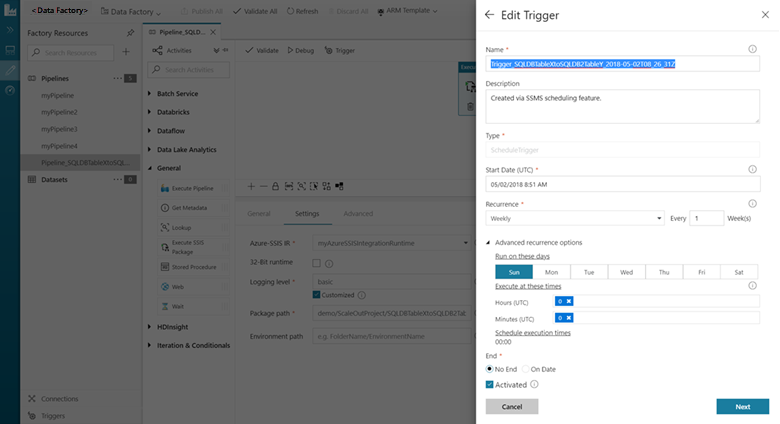 <Data Factory>
Data Factory
Publish All
Validate All
Refresh
Discard All
ARM Template
Factory Resources
Search Resources
Pipelines 5
myPipeline
myPipeline2
myPipeline3
myPipeline4
Pipeline_SQLDBTableXtoSQL...
Datasets 0
Connections
Triggers
Pipeline_SQLDBTableXtoSQL...
Activities
Search Activities
Batch Service
Databricks
Dataflow
Data Lake Analytics
General
Execute Pipeline
Get Metadata
Lookup
Execute SSIS
Package
Stored Procedure
Web
Wait
HDInsight
Iteration & Conditionals
Validate
Debug
Trigger
General
Settings
Advanced
Azure-SSIS IR *
myAzureSSISIntegrationRuntime
32-Bit runtime
Logging level *
basic
Customized
Package path *
demo/ScaleOutProject/SQLDBTableXtoSQLDB2Tab
Environment path
e.g. FolderName/EnvironmentName
Edit Trigger
Name *
Trigger_SQLDBTableXtoSQLDB2TableY_2018-05-02T08_26_31Z
Description
Created via SSMS scheduling feature.
Type *
ScheduleTrigger
Start Date (UTC) *
05/02/2018 8:51 AM
Recurrence *
Weekly
Every 1 Week(s)
Advanced recurrence options
Run on these days
Sun Mon Tue Wed Thu Fri Sat
Execute at these times
Hours (UTC) 0
Minutes (UTC) 0
Schedule execution times
00:00
End *
No End On Date
Activated
Cancel
Next